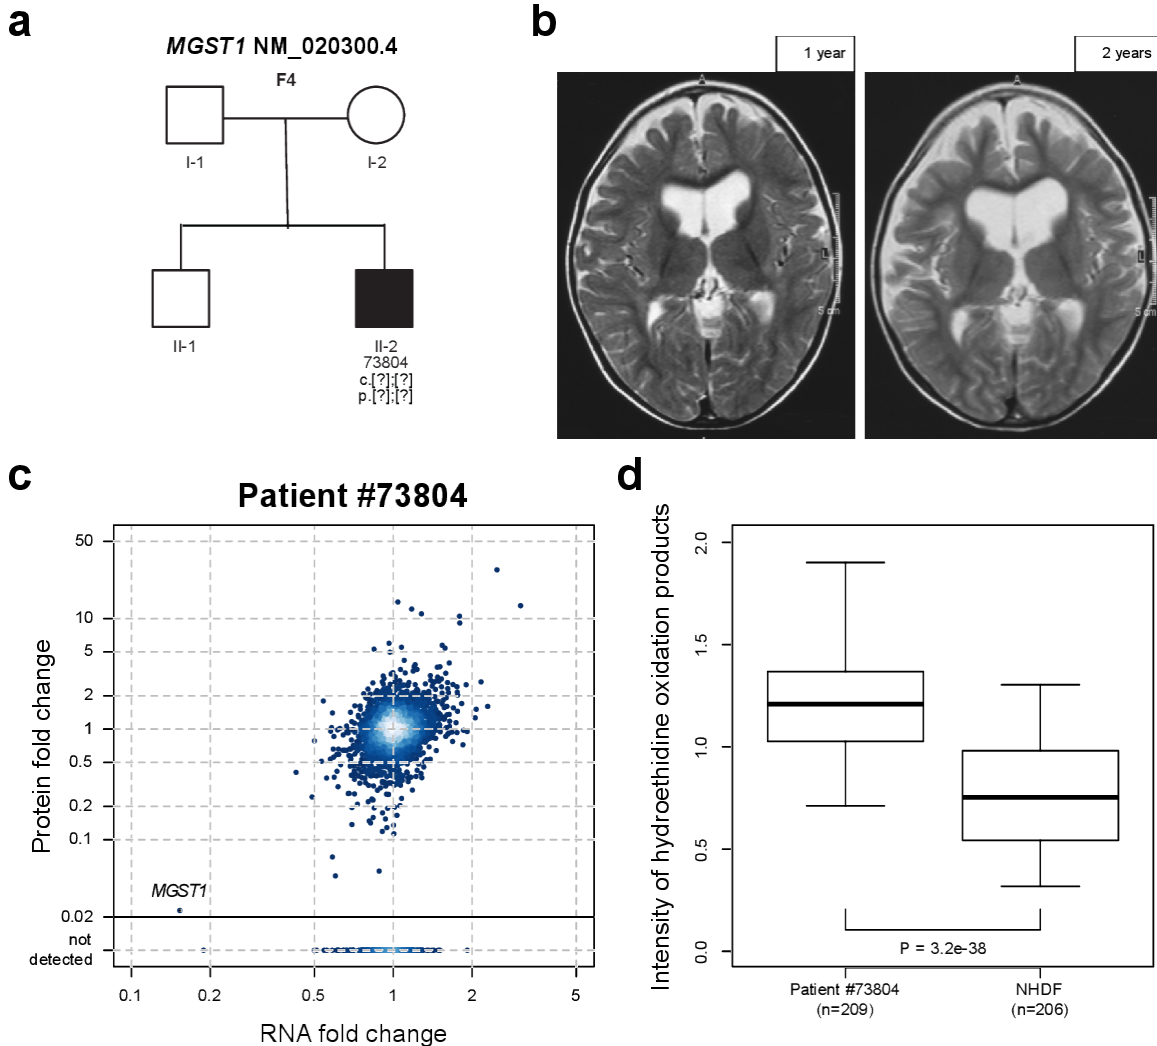 a
MGST1 NM_020300.4
F4
I-1
I-2
II-1
II-2
73804
c.[?];[?]
p.[?];[?]
b
1 year
2 years
A
A
L
L
5 cm
c
Patient #73804
Protein fold change
50
10
5
2
1
0.5
0.2
0.1
0.02
not
detected
MGST1
0.1
0.2
0.5
1
2
5
RNA fold change
d
Intensity of hydroethidine oxidation products
2.0
1.5
1.0
0.5
0.0
P = 3.2e-38
Patient #73804
(n=209)
NHDF
(n=206)